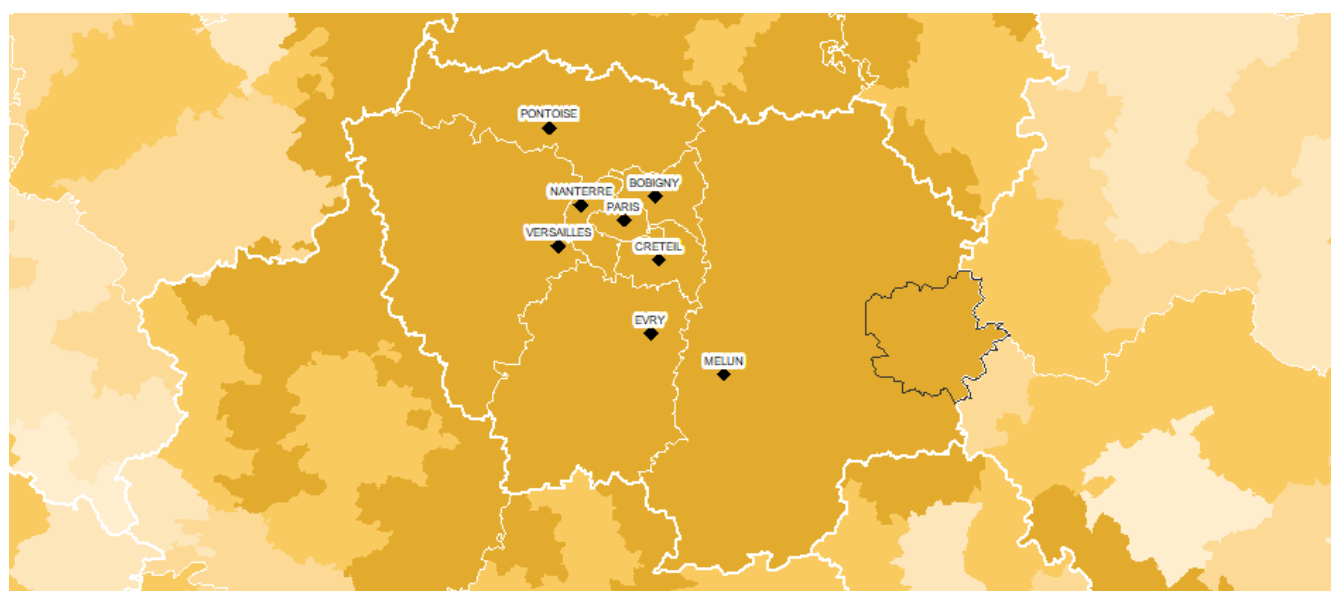 PONTOISE
BOBIGNY
NANTERRE
PARIS
VERSAILLES
CRETEIL
EVRY
MELUN